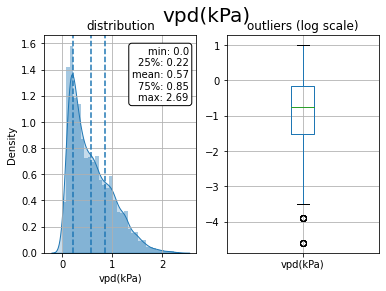 vpd(kPa)
distribution
outliers (log scale)
min: 0.0
25%: 0.22
mean: 0.57
75%: 0.85
max: 2.69
Density
1.6
1.4
1.2
1.0
0.8
0.6
0.4
0.2
0.0
0
1
2
vpd(kPa)
1
0
−1
−2
−3
−4
vpd(kPa)